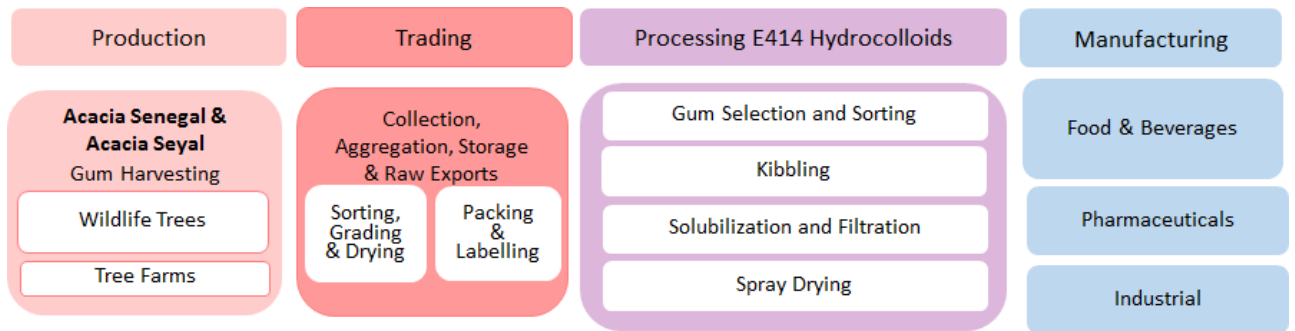 Production
Trading
Processing E414 Hydrocolloids
Manufacturing
Acacia Senegal &
Acacia Seyal
Gum Harvesting
Wildlife Trees
Tree Farms
Collection,
Aggregation, Storage
& Raw Exports
Sorting,
Grading
& Drying
Packing
&
Labelling
Gum Selection and Sorting
Kibbling
Solubilization and Filtration
Spray Drying
Food & Beverages
Pharmaceuticals
Industrial